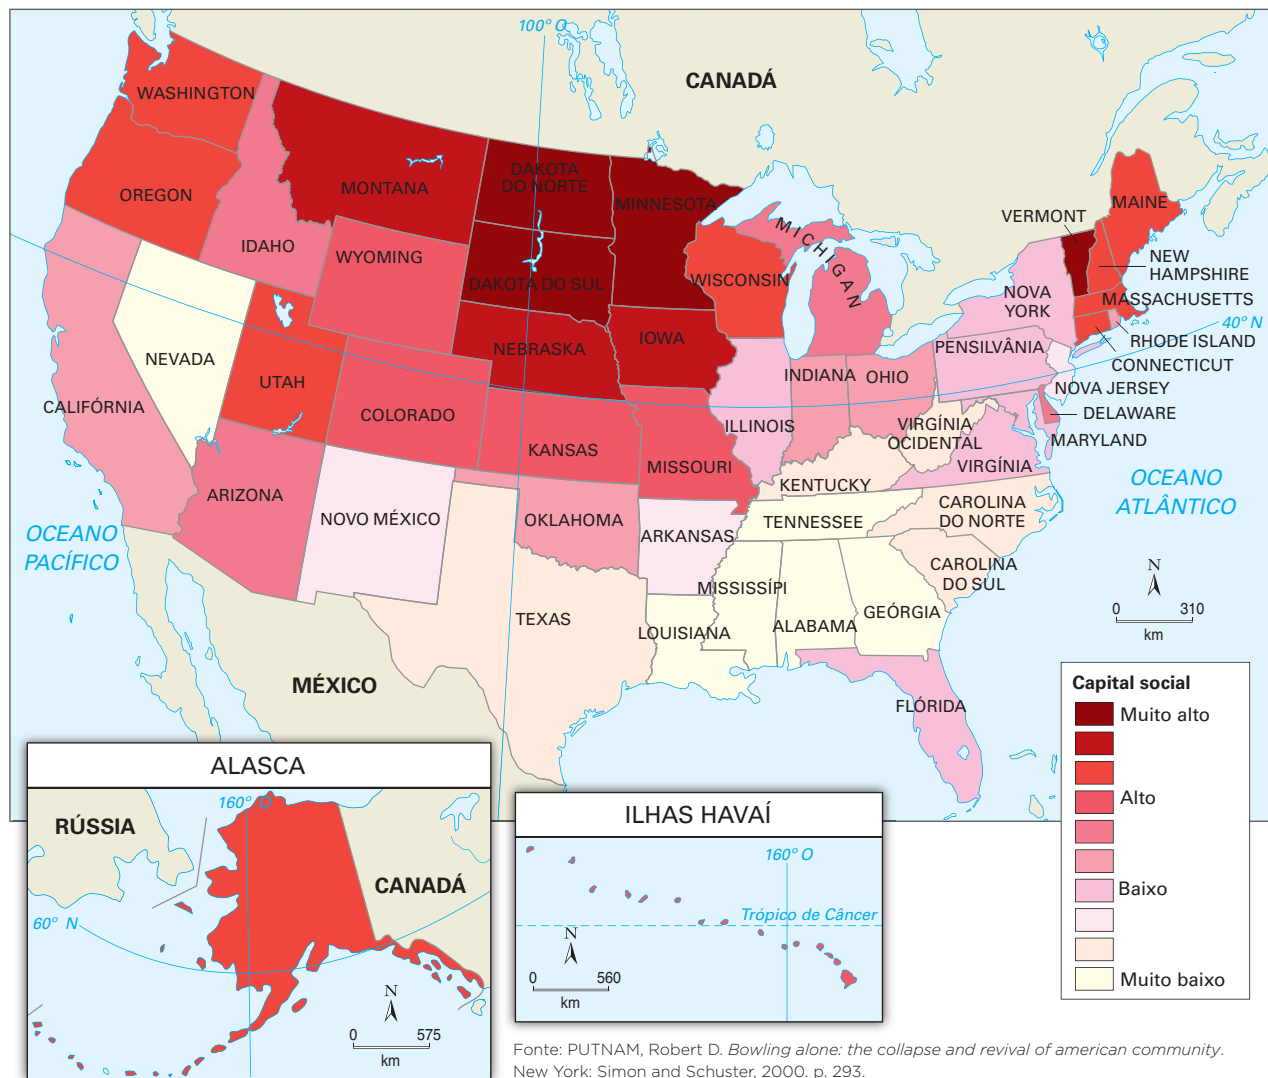 100° O
CANADÁ
WASHINGTON
OREGON
IDAHO
MONTANA
WYOMING
DAKOTA
DO NORTE
DAKOTA DO SUL
MINNESOTA
WISCONSIN
MICHIGAN
VERMONT
MAINE
NEW
HAMPSHIRE
MASSACHUSETTS
RHODE ISLAND
CONNECTICUT
40° N
NOVA
YORK
PENSILVÂNIA
NOVA JERSEY
DELAWARE
MARYLAND
NEVADA
UTAH
CALIFÓRNIA
COLORADO
NEBRASKA
IOWA
KANSAS
MISSOURI
ILLINOIS
INDIANA
OHIO
VIRGÍNIA
OCIDENTAL
VIRGÍNIA
KENTUCKY
ARIZONA
NOVO MÉXICO
OKLAHOMA
ARKANSAS
TENNESSEE
CAROLINA
DO NORTE
CAROLINA
DO SUL
MISSISSÍPI
ALABAMA
GEÓRGIA
LOUISIANA
TEXAS
FLÓRIDA
OCEANO
PACÍFICO
OCEANO
ATLÂNTICO
MÉXICO
N
0 310
km
Capital social
Muito alto
Alto
Baixo
Muito baixo
ALASCA
160° O
RÚSSIA
CANADÁ
60° N
N
0 575
km
ILHAS HAVAÍ
160° O
Trópico de Câncer
N
0 560
km
Fonte: PUTNAM, Robert D. Bowling alone: the collapse and revival of american community.
New York: Simon and Schuster, 2000. p. 293.